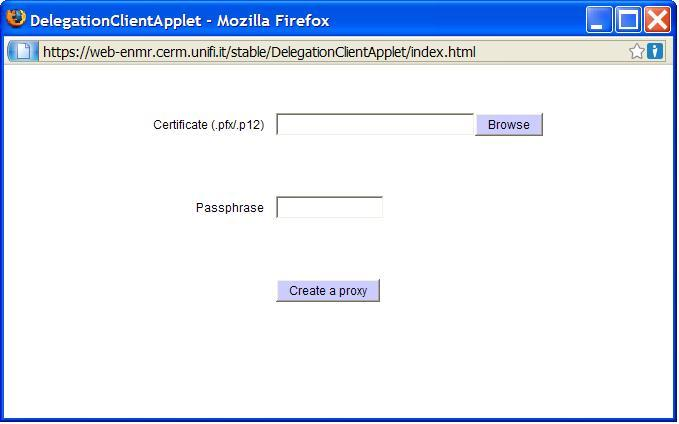 DelegationClientApplet - Mozilla Firefox
https://web-enmr.cerm.unifi.it/stable/DelegationClientApplet/index.html
Certificate (.pfx/.p12) Browse
Passphrase
Create a proxy